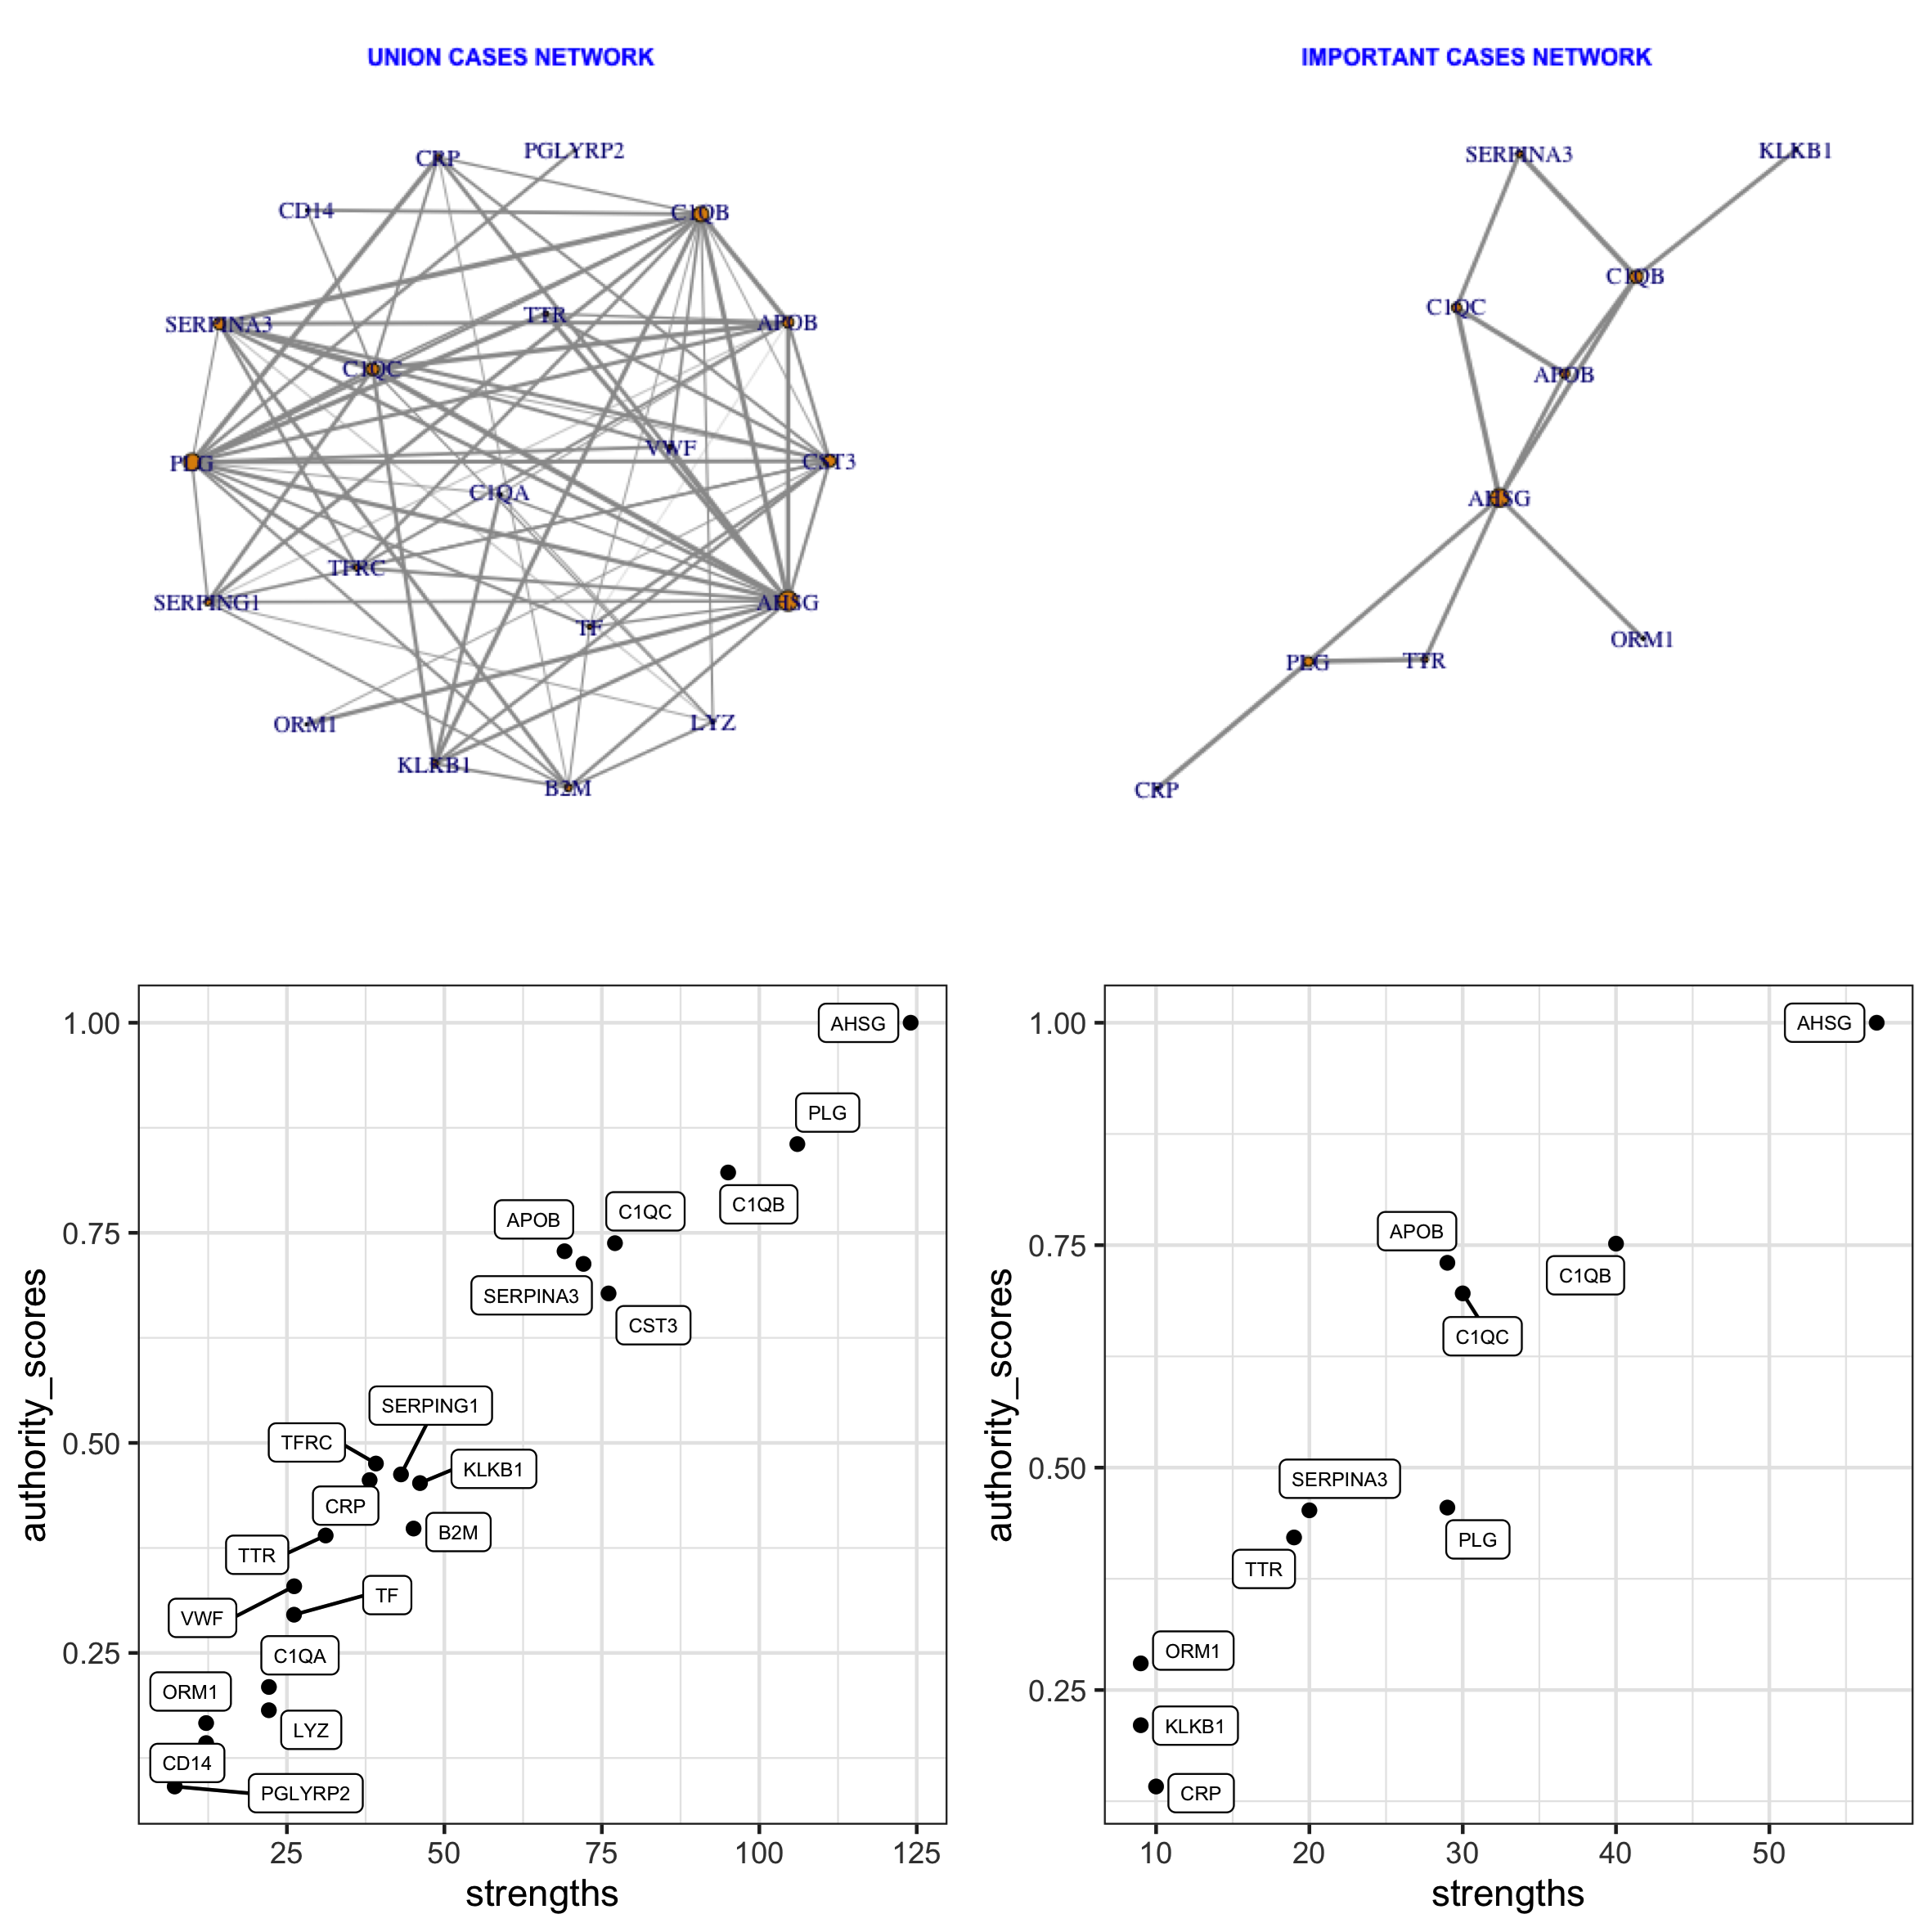 UNION CASES NETWORK
IMPORTANT CASES NETWORK
CRP
PGLYRP2
CD14
C1QB
SERPINA3
TTR
APOB
C1QC
PLG
VWF
CST3
C1QA
TFRC
SERPING1
AHSG
TF
ORM1
LYZ
KLKB1
B2M
SERPINA3
KLKB1
C1QB
C1QC
APOB
AHSG
ORM1
PLG
TTR
CRP
authority_scores
1.00
0.75
0.50
0.25
AHSG
PLG
C1QB
C1QC
APOB
SERPINA3
CST3
SERPING1
TFRC
KLKB1
CRP
B2M
TTR
TF
VWF
C1QA
ORM1
LYZ
CD14
PGLYRP2
25
50
75
100
125
strengths
authority_scores
1.00
0.75
0.50
0.25
AHSG
APOB
C1QB
C1QC
SERPINA3
PLG
TTR
ORM1
KLKB1
CRP
10
20
30
40
50
strengths